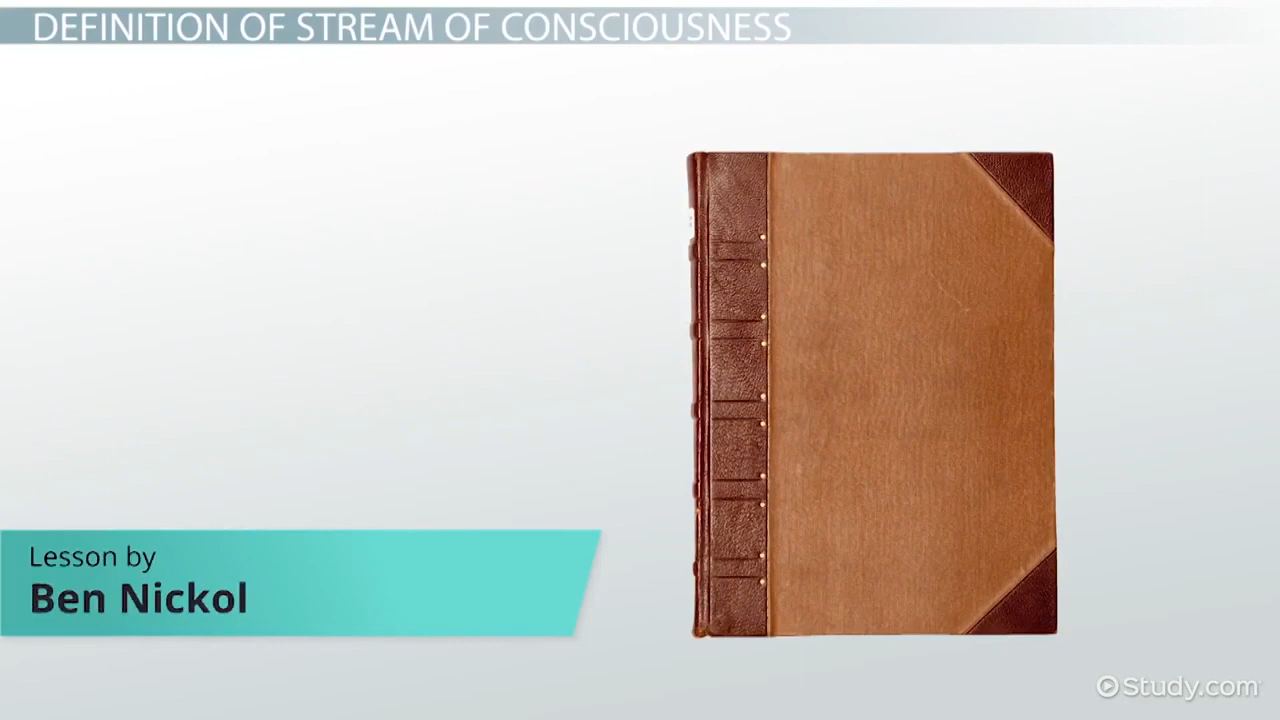 DEFINITION OF STREAM OF CONSCIOUSNESS
Lesson by
Ben Nickol
Study.com